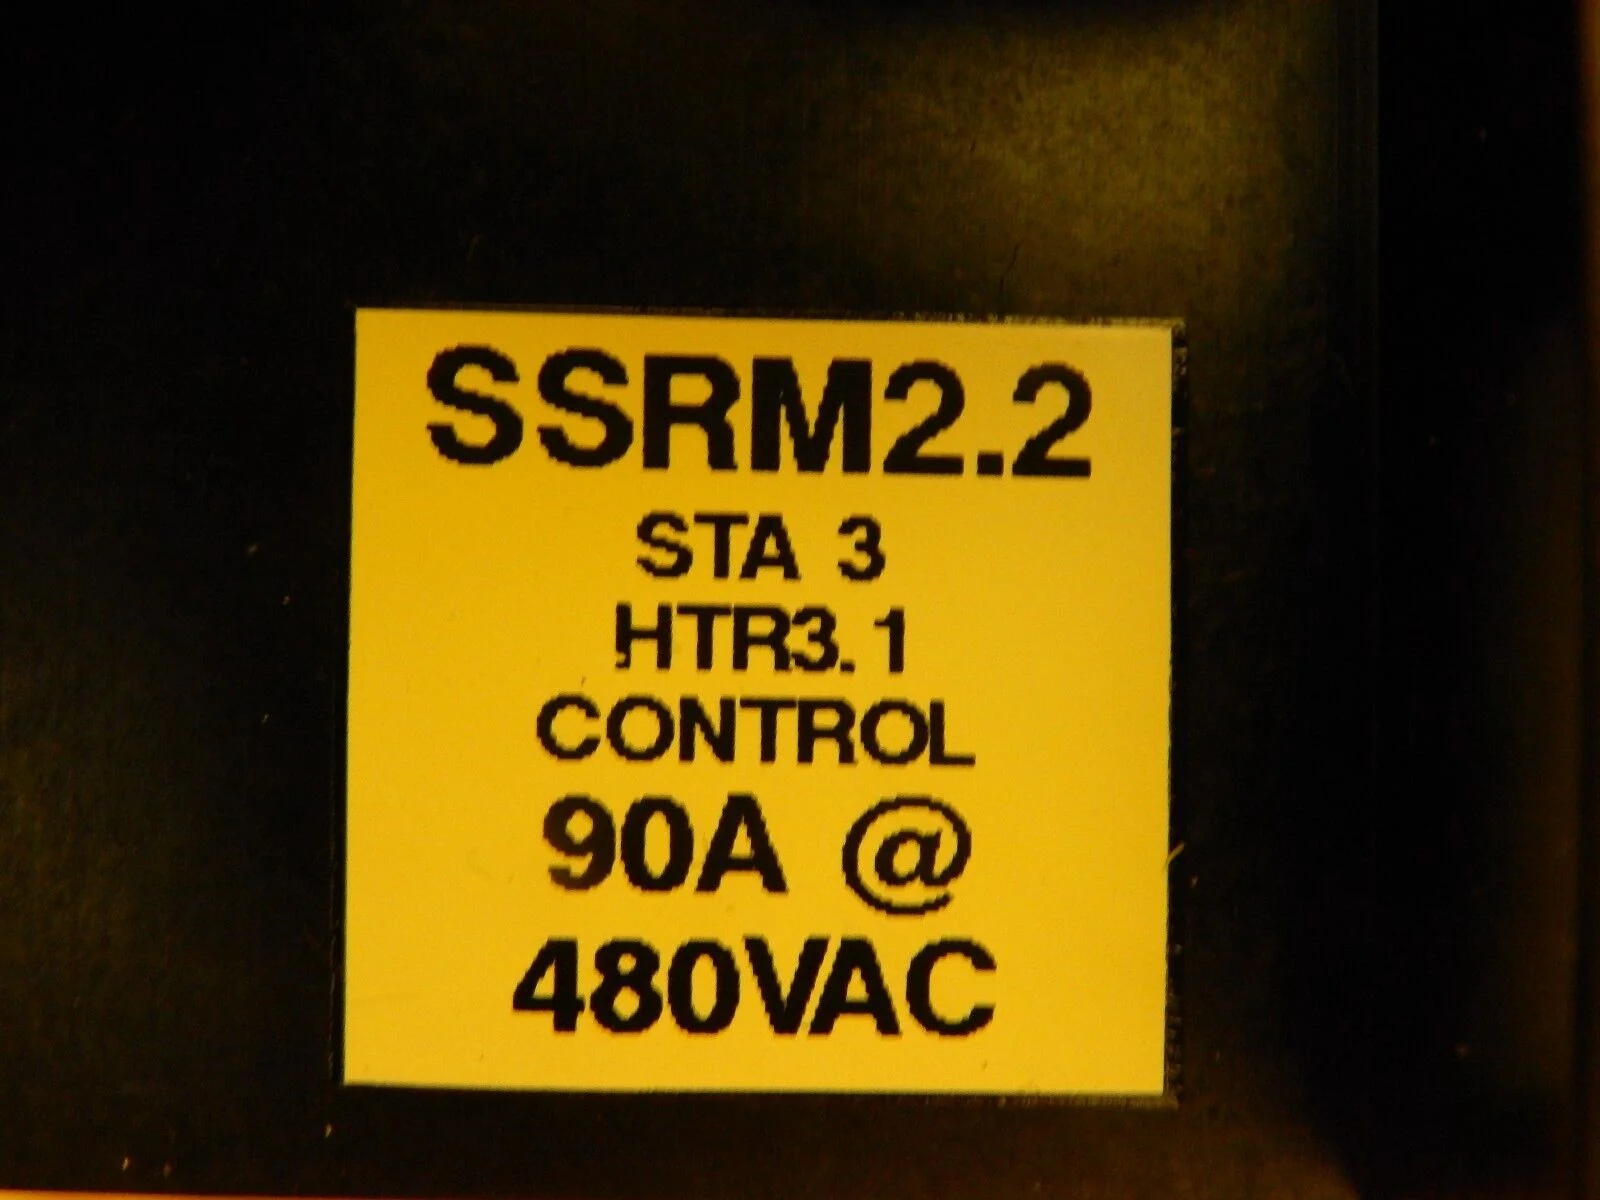 SSRM2.2
STA 3
HTR3.1
CONTROL
90A @
480VAC